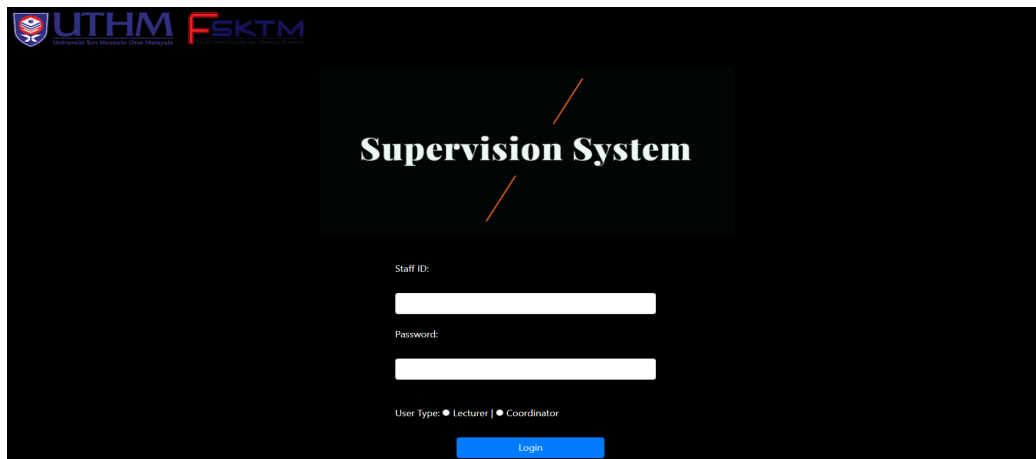 UTHM
Universiti Tun Hussein Onn Malaysia
FSKTM
Supervision System
Staff ID:
Password:
User Type: Lecturer | Coordinator
Login